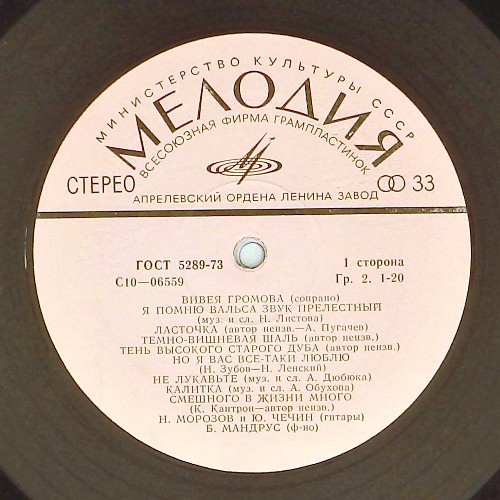 МИНИСТЕРСТВО КУЛЬТУРЫ СССР
МЕЛОДИЯ
ВСЕСОЮЗНАЯ ФИРМА ГРАМПЛАСТИНОК
СТЕРЕО
33
АПРЕЛЕВСКИЙ ОРДЕНА ЛЕНИНА ЗАВОД
ГОСТ 5289-73
1 сторона
С10—06559
Гр. 2. 1-20
ВИВЕЯ ГРОМОВА (сопрано)
Я ПОМНЮ ВАЛЬСА ЗВУК ПРЕЛЕСТНЫЙ
(муз. и сл. Н. Листова)
ЛАСТОЧКА (автор неизв.—А. Пугачев)
ТЕМНО-ВИШНЕВАЯ ШАЛЬ (автор неизв.)
ТЕНЬ ВЫСОКОГО СТАРОГО ДУБА (автор неизв.)
НО Я ВАС ВСЕ-ТАКИ ЛЮБЛЮ
(Н. Зубов—Н. Ленский)
НЕ ЛУКАВЬТЕ (муз. и сл. А. Дюбюка)
КАЛИТКА (муз. и сл. А. Обухова)
СМЕШНОГО В ЖИЗНИ МНОГО
(К. Кантрон—автор неизв.)
Н. МОРОЗОВ и Ю. ЧЕЧИН (гитары)
Б. МАНДРУС (ф-но)